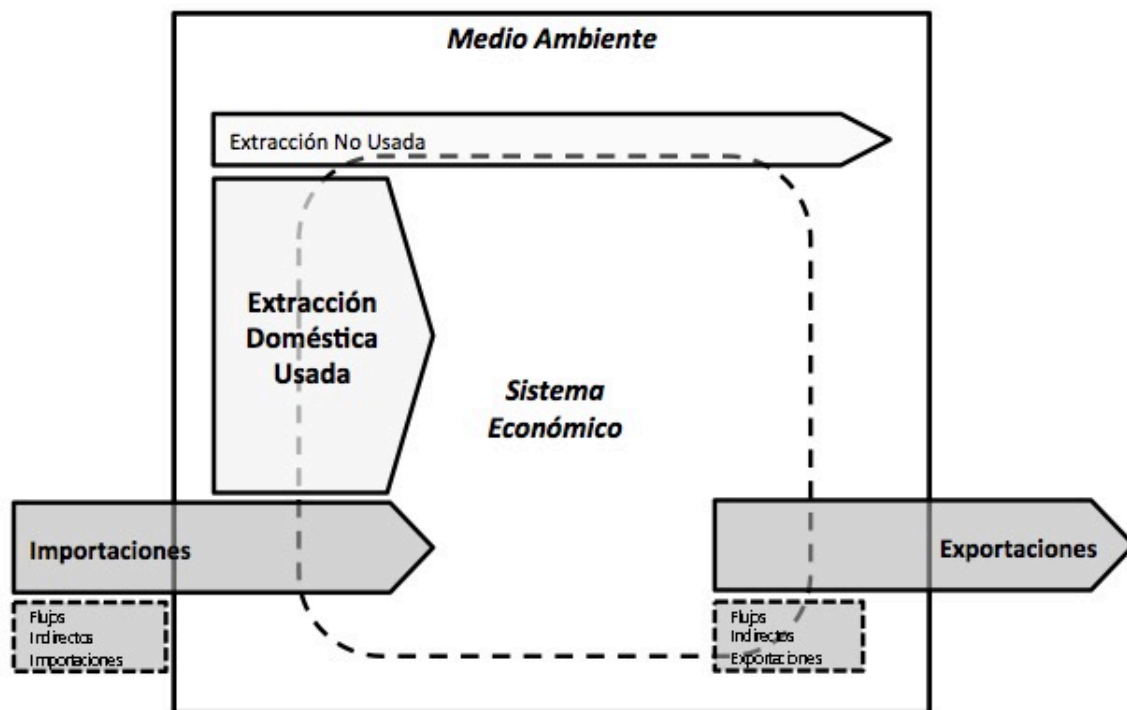 Medio Ambiente
Extracción No Usada
Extracción
Doméstica
Usada
Sistema
Económico
Importaciones
Exportaciones
Flujos
Indirectos
Importaciones
Flujos
Indirectos
Exportaciones